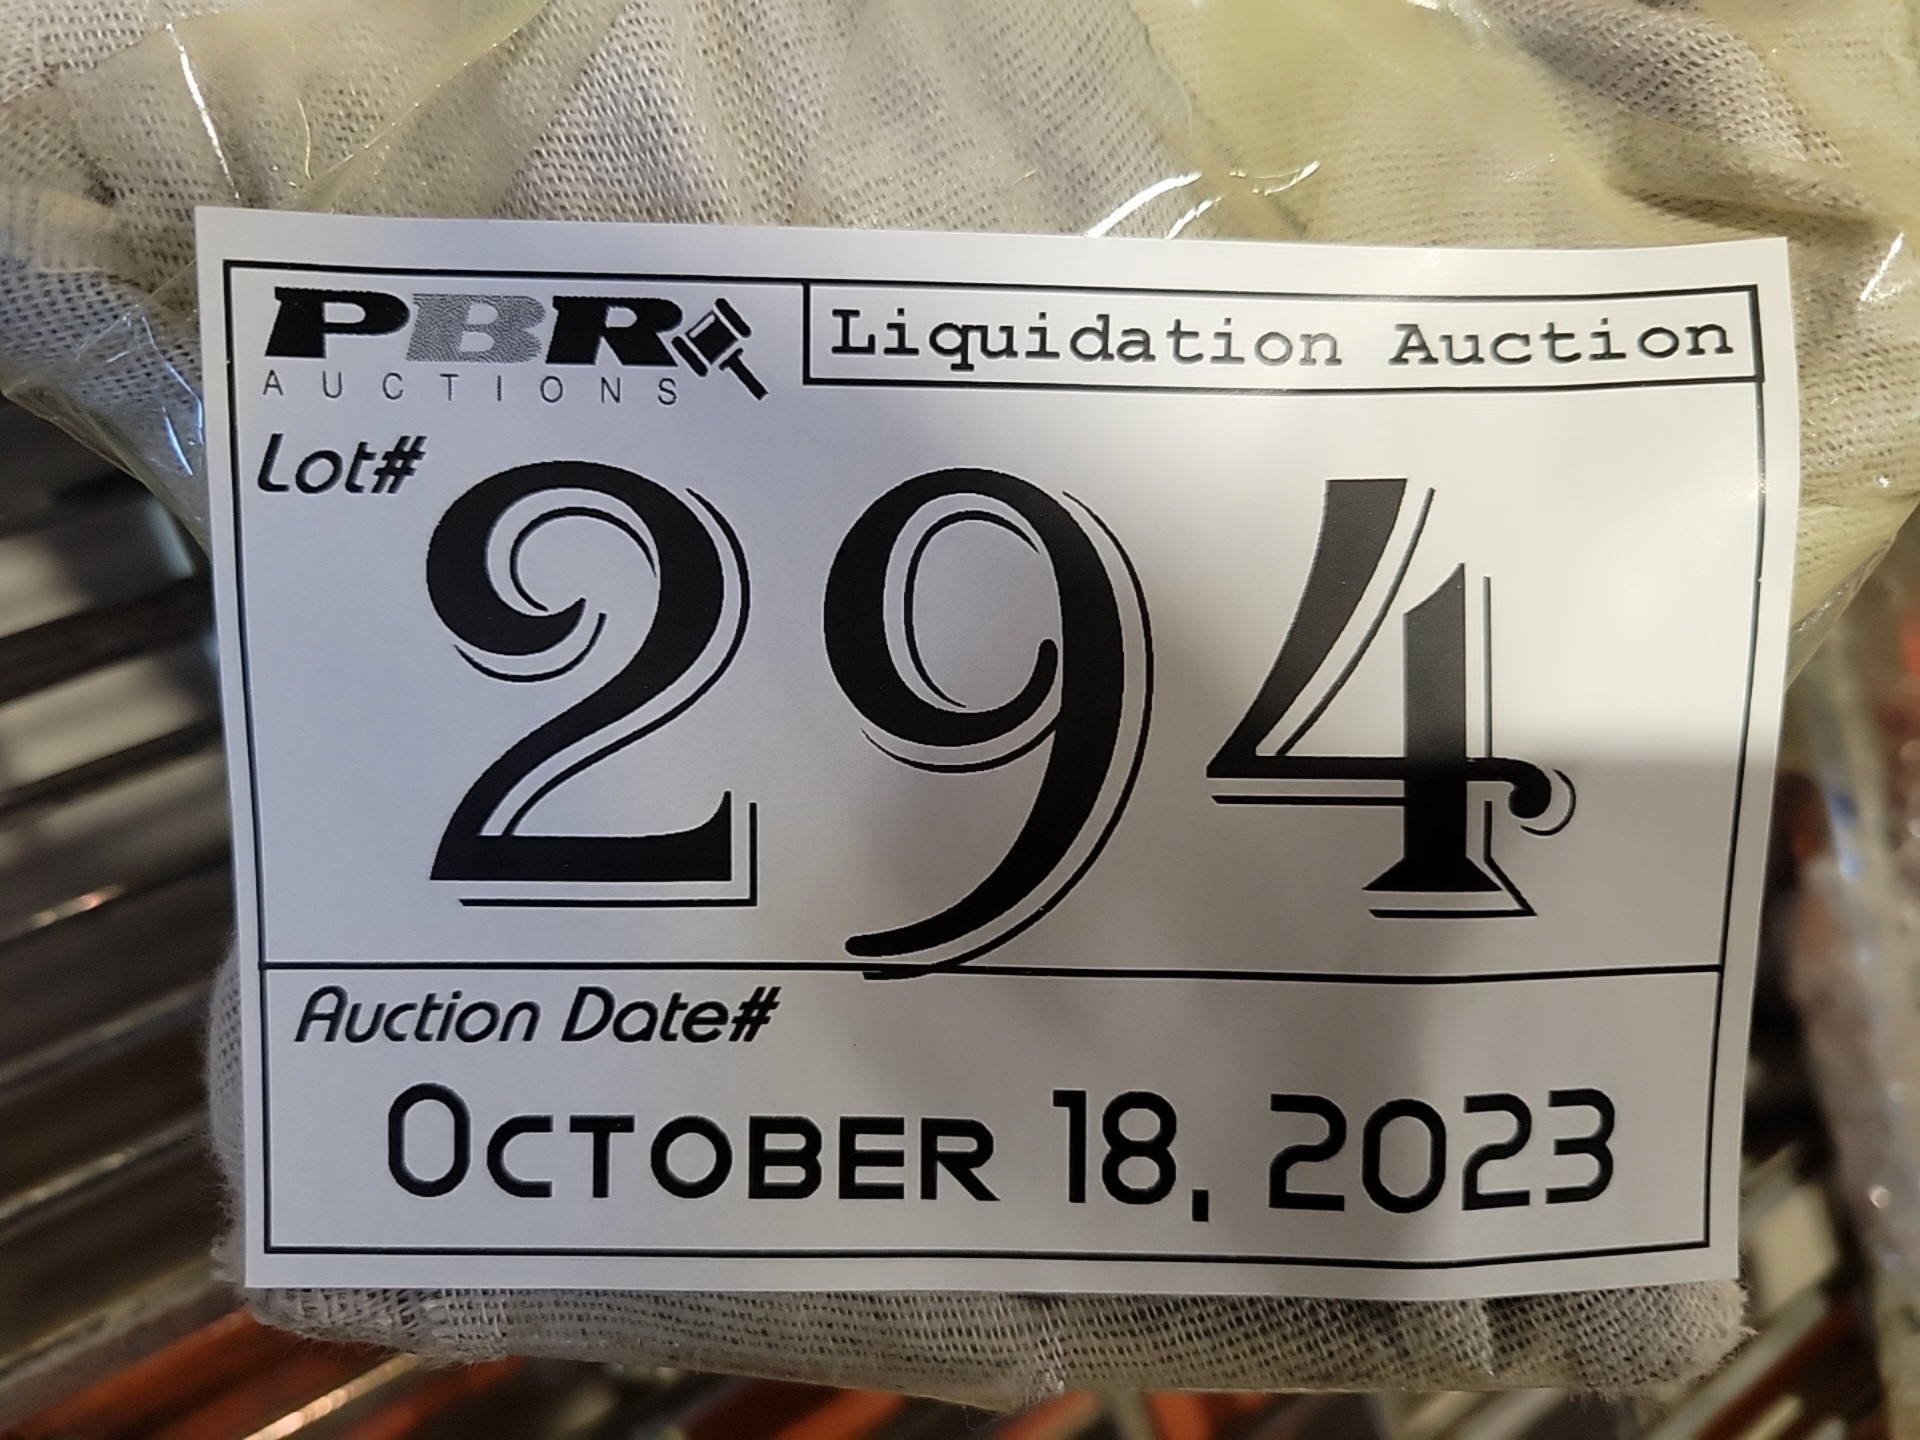 PBR
AUCTIONS
Liquidation Auction
Lot#
294
Auction Date#
October 18, 2023